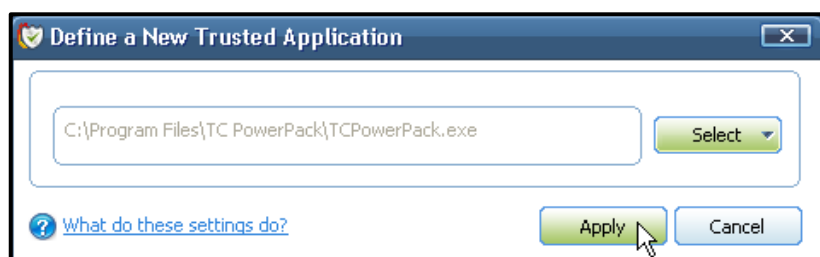 Define a New Trusted Application
C:\Program Files\TC PowerPack\TCPowerPack.exe
Select
What do these settings do?
Apply
Cancel